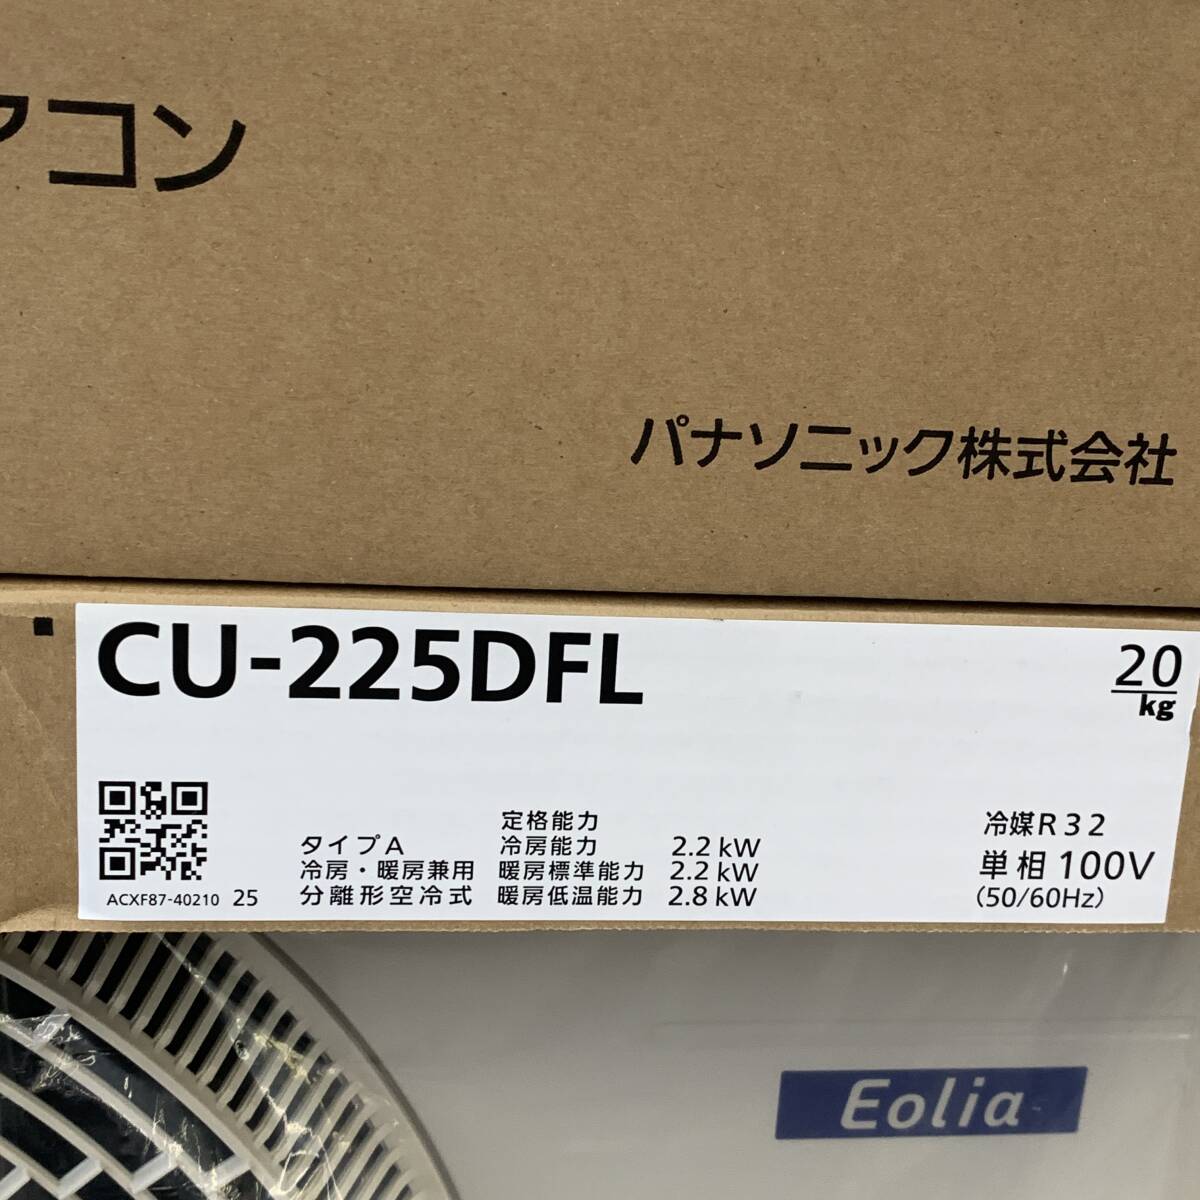 アコン
パナソニック株式会社
CU-225DFL
20
kg
定格能力
タイプA 冷房能力 2.2 kW
冷房・暖房兼用 暖房標準能力 2.2 kW
分離形空冷式 暖房低温能力 2.8 kW
冷媒R32
単相 100V
(50/60Hz)
ACXF87-40210 25
Eolia